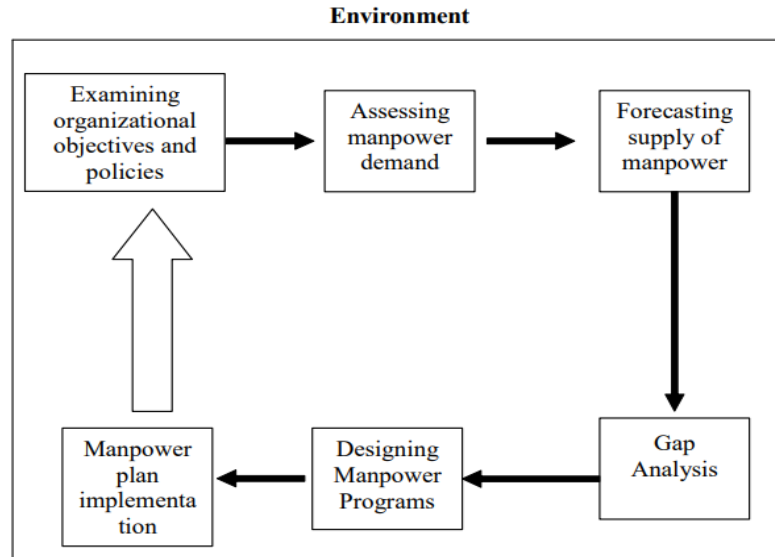 Environment
Examining
organizational
objectives and
policies
Assessing
manpower
demand
Forecasting
supply of
manpower
Gap
Analysis
Designing
Manpower
Programs
Manpower
plan
implementa
tion